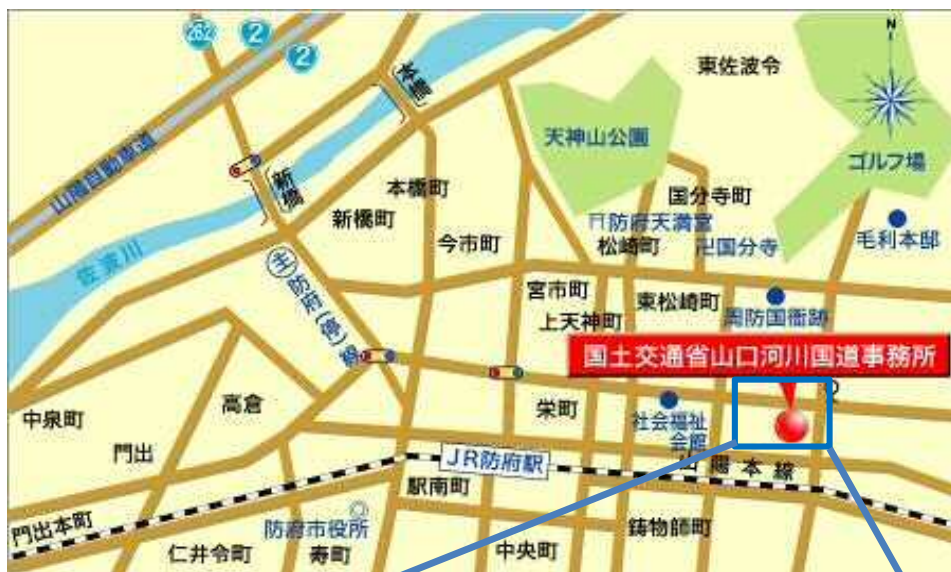 262
2
2
N
東佐波令
本橋
天神山公園
ゴルフ場
山陽自動車道
新橋
本橋町
国分寺町
新橋町
防府天満宮
今市町
松崎町
卍国分寺
毛利本邸
佐波川
主
防府(停)線
宮市町
東松崎町
上天神町
周防国衙跡
国土交通省山口河川国道事務所
中泉町
高倉
栄町
社会福祉
会館
門出
JR防府駅
山陽本線
駅南町
門出本町
防府市役所
鋳物師町
仁井令町
寿町
中央町